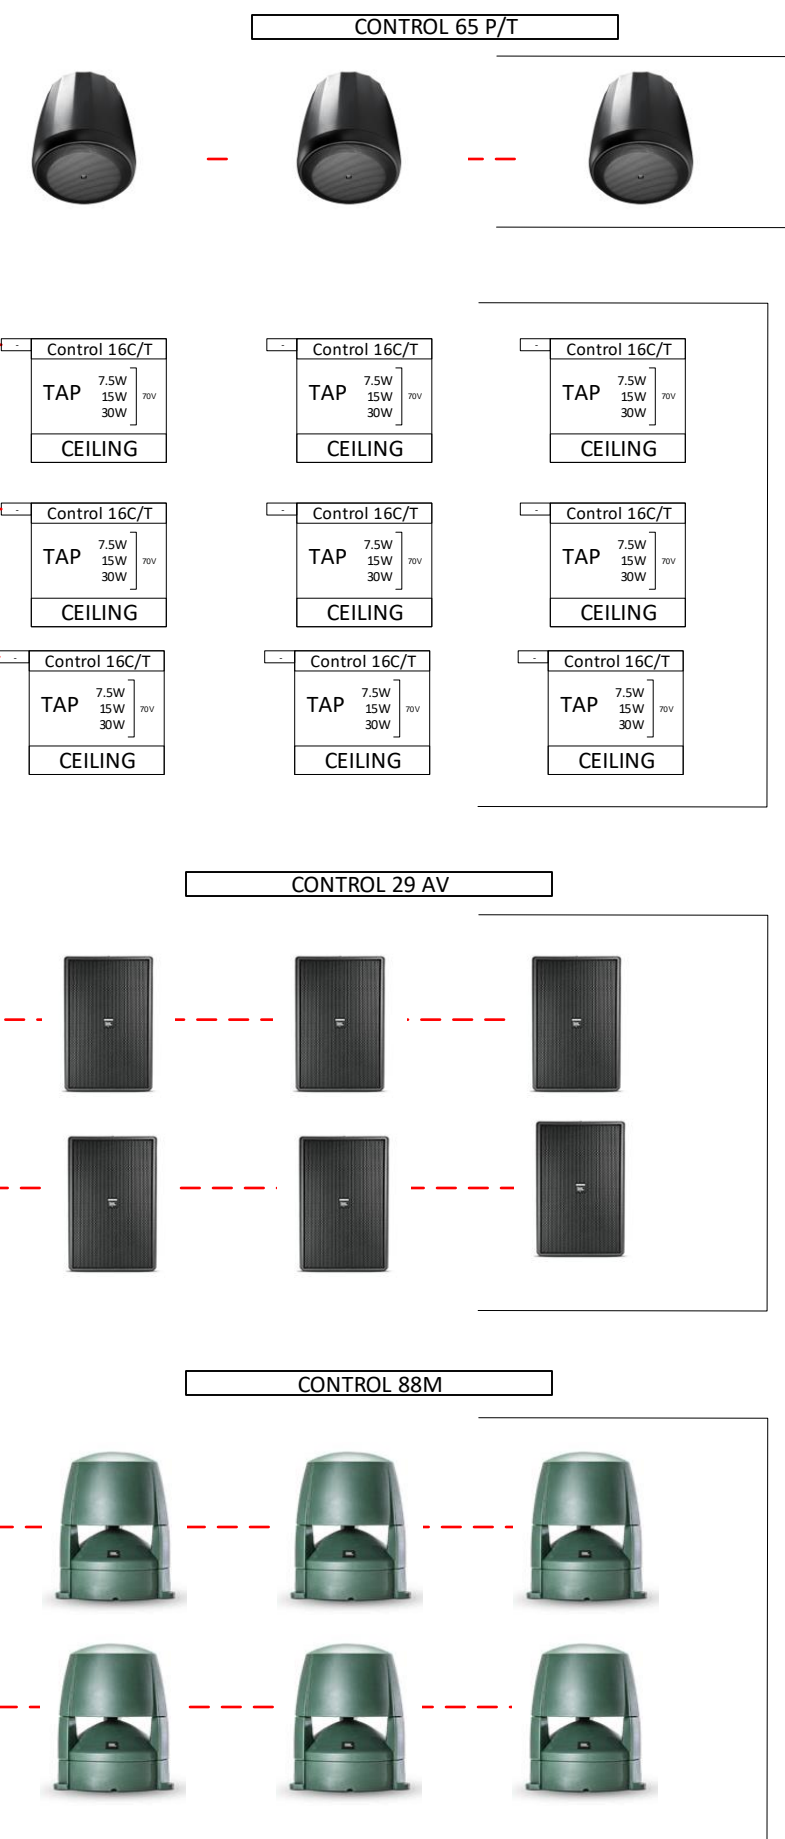 CONTROL 65 P/T
- Control 16C/T - Control 16C/T - Control 16C/T
TAP 7.5W TAP 7.5W TAP 7.5W
15W 70V 15W 70V 15W 70V
30W 30W 30W
CEILING CEILING CEILING
- Control 16C/T - Control 16C/T - Control 16C/T
TAP 7.5W TAP 7.5W TAP 7.5W
15W 70V 15W 70V 15W 70V
30W 30W 30W
CEILING CEILING CEILING
- Control 16C/T - Control 16C/T - Control 16C/T
TAP 7.5W TAP 7.5W TAP 7.5W
15W 70V 15W 70V 15W 70V
30W 30W 30W
CEILING CEILING CEILING
CONTROL 29 AV
CONTROL 88M